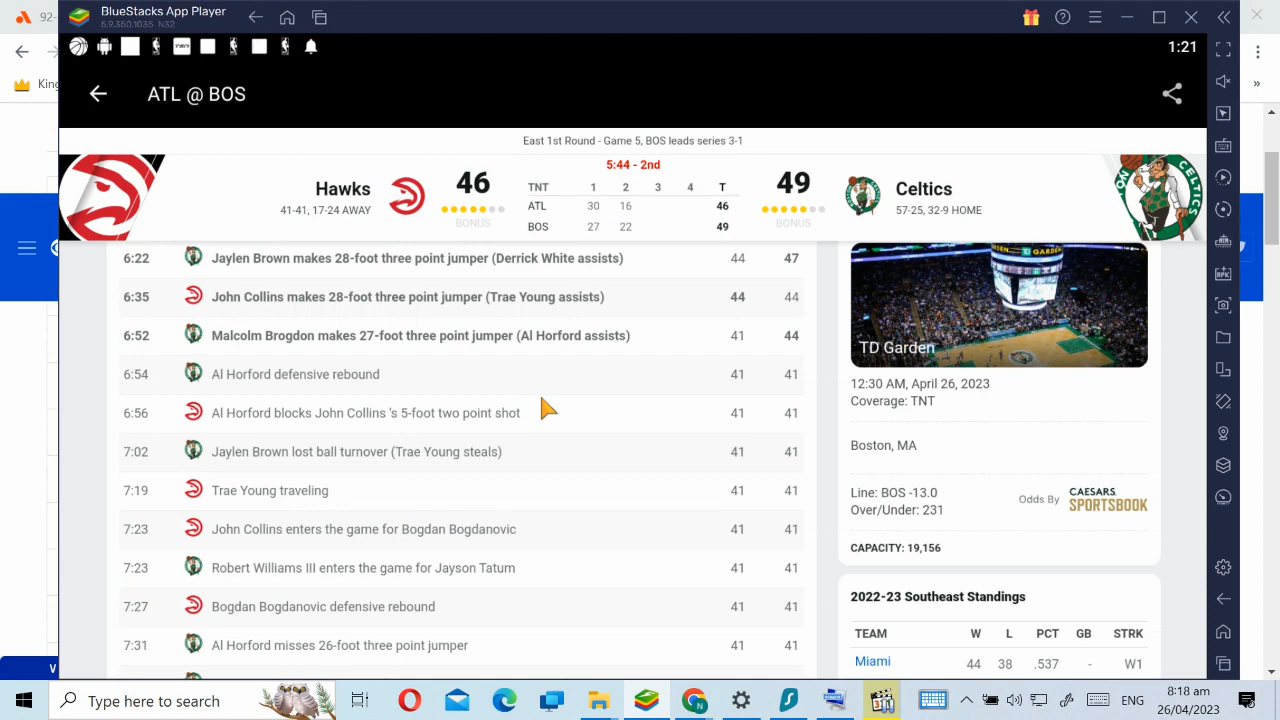 92
5.9.350.1035 N32
King
»
1:21
ATL @ BOS
East 1st Round - Game 5, BOS leads series 3-1
5:44 - 2nd
Hawks
41-41, 17-24 AWAY
46
BONUS
TNT 1 2 3 4 T
ATL 30 16 46
BOS 27 22 49
49
BONUS
Celtics
57-25, 32-9 HOME
CELTICS
6:22 Jaylen Brown makes 28-foot three point jumper (Derrick White assists) 44 47
6:35 John Collins makes 28-foot three point jumper (Trae Young assists) 44 44
6:52 Malcolm Brogdon makes 27-foot three point jumper (Al Horford assists) 41 44
6:54 Al Horford defensive rebound 41 41
6:56 Al Horford blocks John Collins 's 5-foot two point shot 41 41
7:02 Jaylen Brown lost ball turnover (Trae Young steals) 41 41
7:19 Trae Young traveling 41 41
7:23 John Collins enters the game for Bogdan Bogdanovic 41 41
7:23 Robert Williams III enters the game for Jayson Tatum 41 41
7:27 Bogdan Bogdanovic defensive rebound 41 41
7:31 Al Horford misses 26-foot three point jumper 41 41
TD Garden
12:30 AM, April 26, 2023
Coverage: TNT
Boston, MA
Line: BOS -13.0
Over/Under: 231
Odds By CAESARS SPORTSBOOK
CAPACITY: 19,156
2022-23 Southeast Standings
TEAM W L PCT GB STRK
Miami 44 38 .537 - W1
Type here to search
8:18 AM